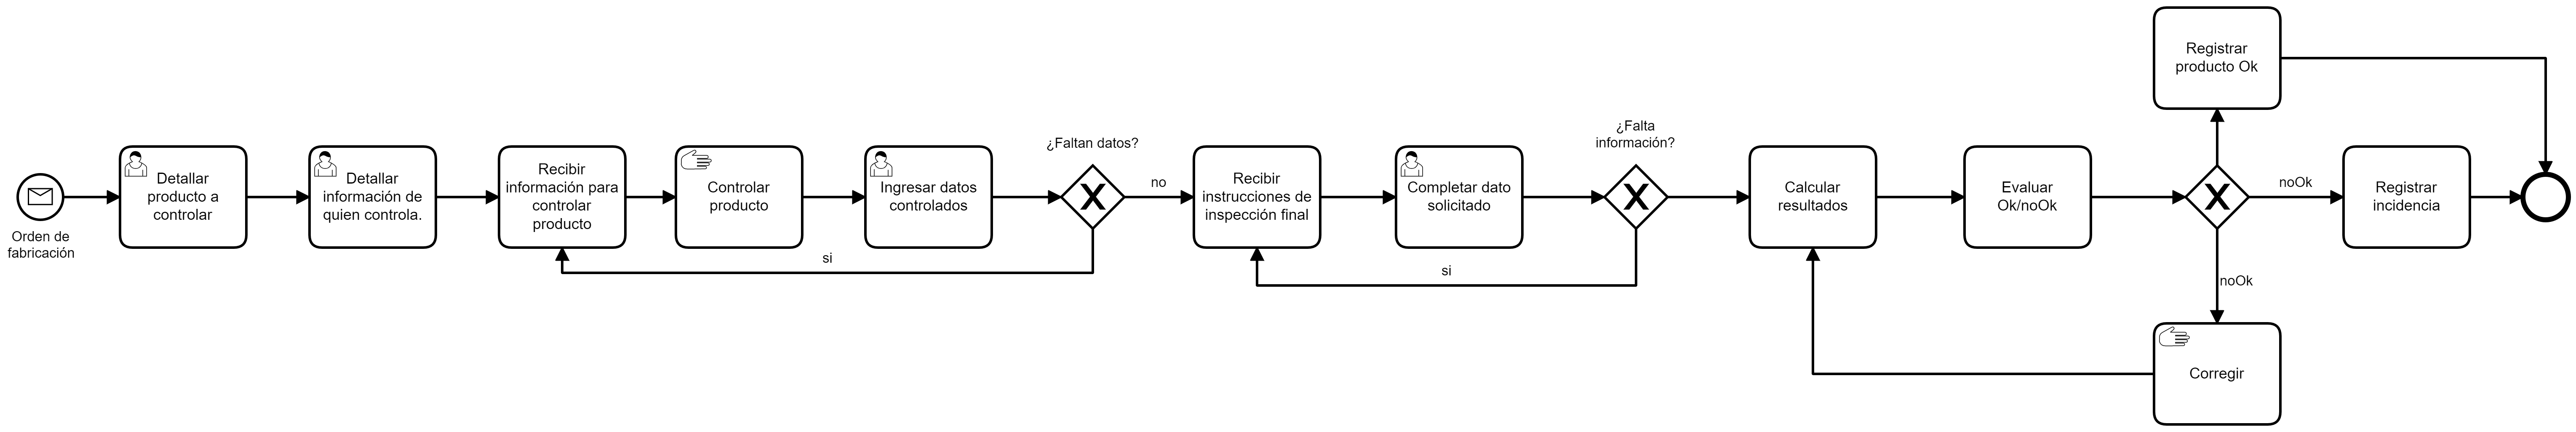 Orden de
fabricación
Detallar
producto a
controlar
Detallar
información de
quien controla.
Recibir
información para
controlar
producto
Controlar
producto
Ingresar datos
controlados
¿Faltan datos?
no
si
Recibir
instrucciones de
inspección final
Completar dato
solicitado
¿Falta
información?
si
Calcular
resultados
Evaluar
Ok/noOk
Registrar
producto Ok
noOk
Registrar
incidencia
noOk
Corregir